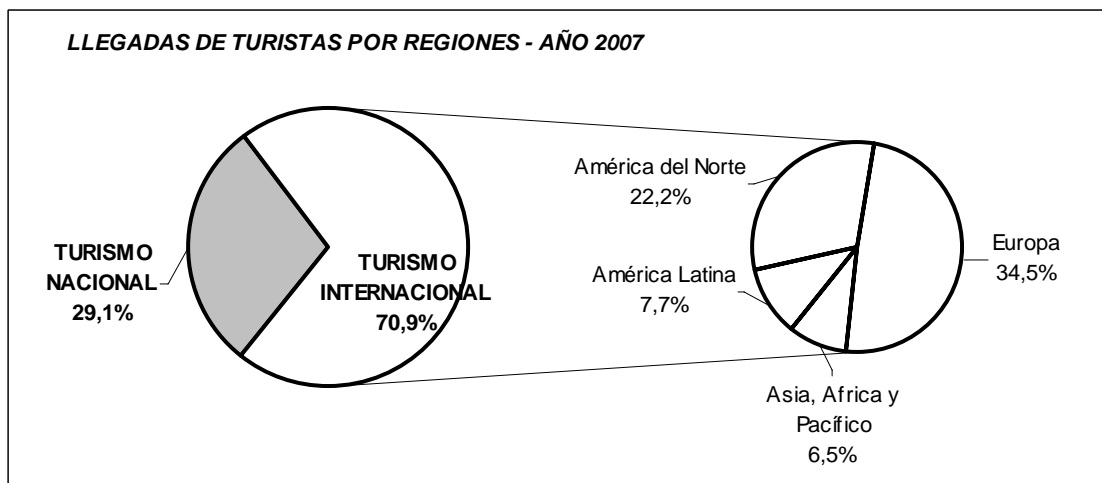 LLEGADAS DE TURISTAS POR REGIONES - AÑO 2007
TURISMO
NACIONAL
29,1%
TURISMO
INTERNACIONAL
70,9%
América del Norte
22,2%
América Latina
7,7%
Europa
34,5%
Asia, Africa y
Pacífico
6,5%